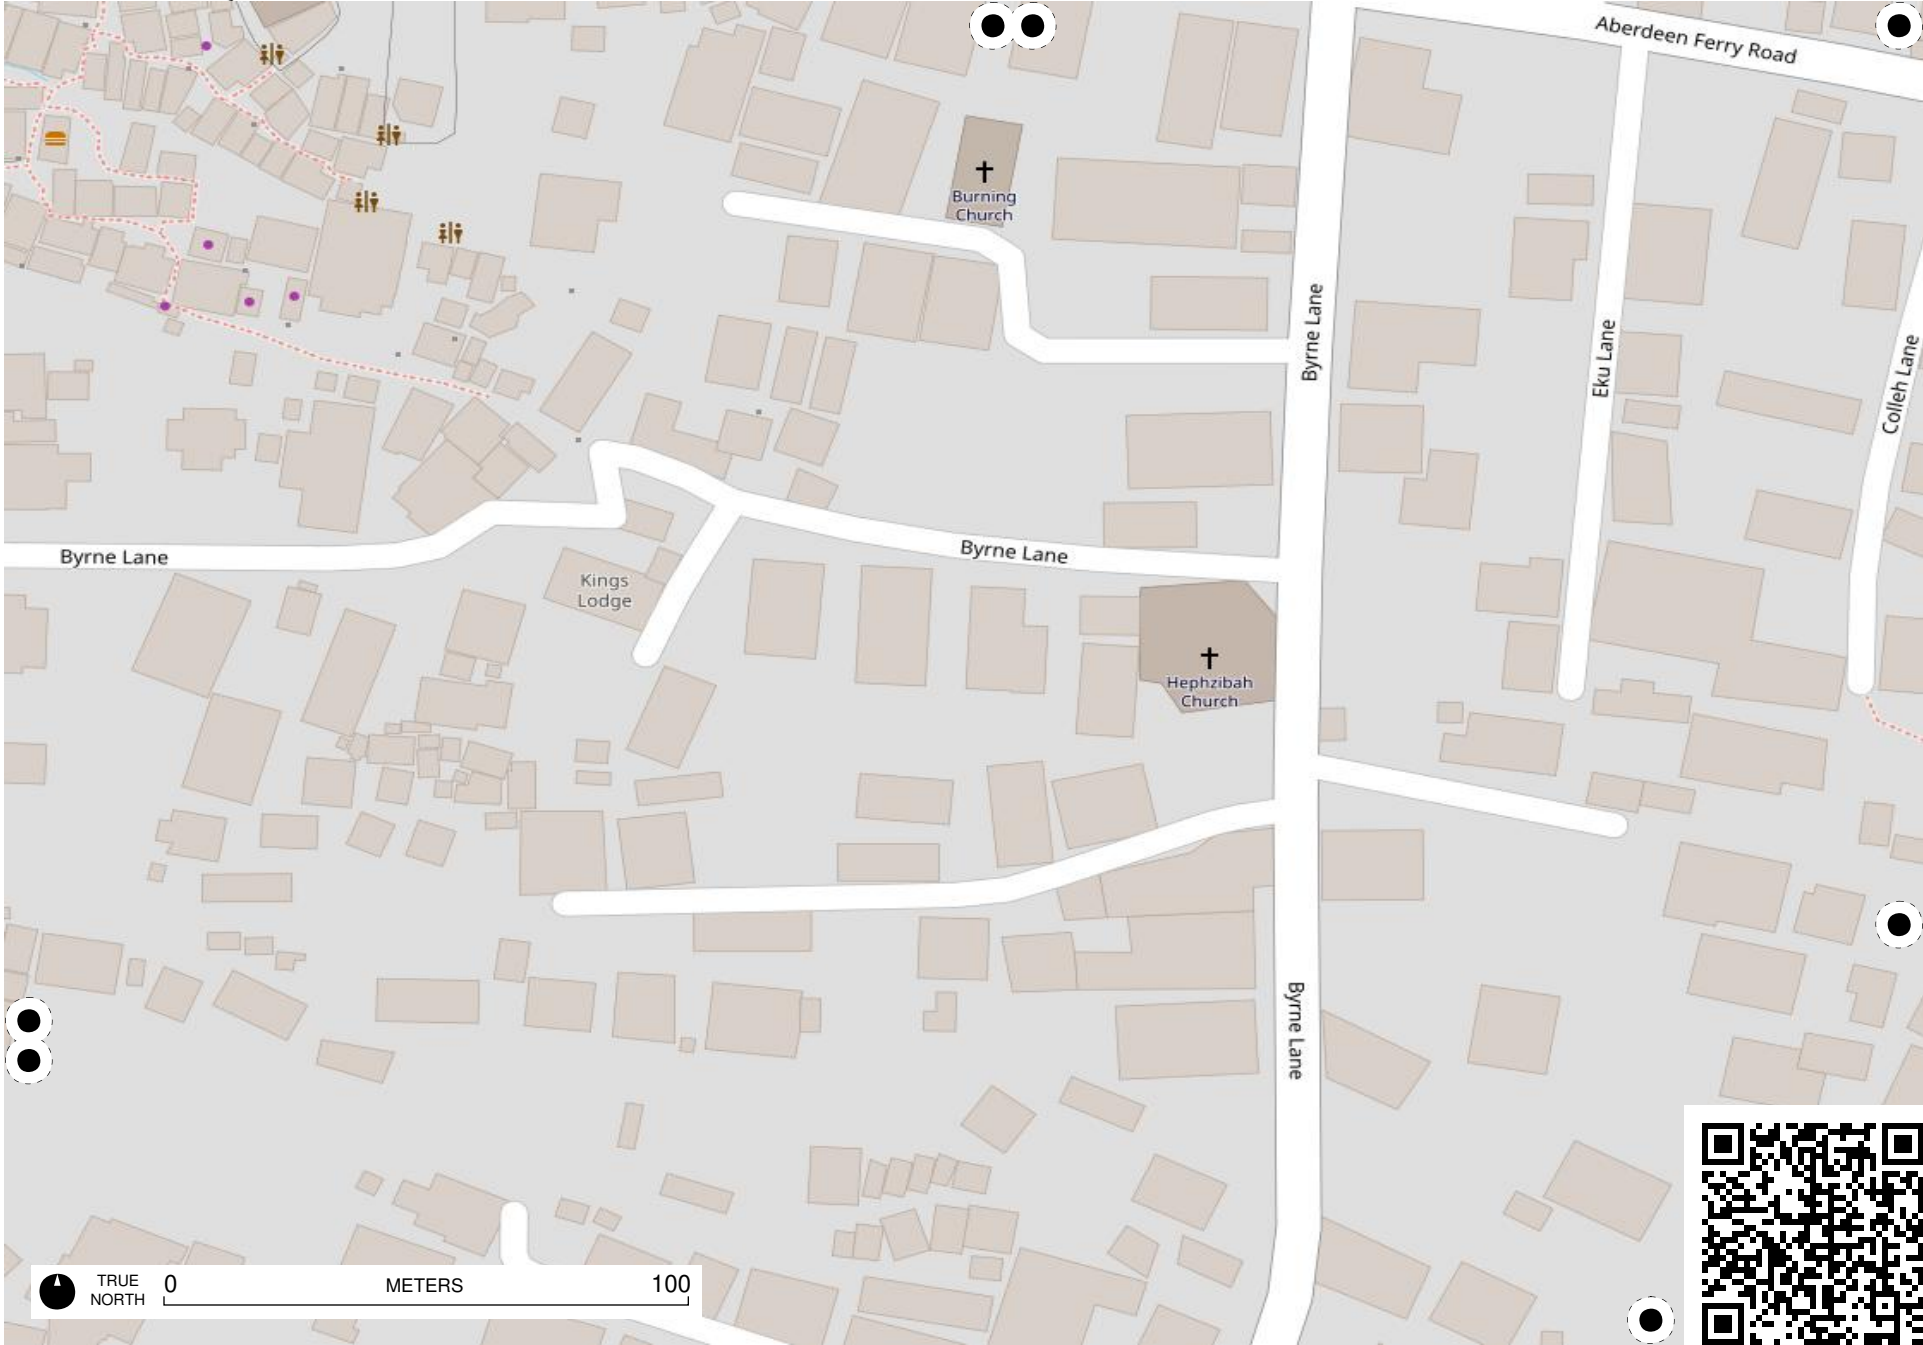 Aberdeen Ferry Road
Burning
Church
Byrne Lane
Eku Lane
Colleh Lane
Byrne Lane
Byrne Lane
Kings
Lodge
Hephzibah
Church
Byrne Lane
TRUE
NORTH
0 METERS 100